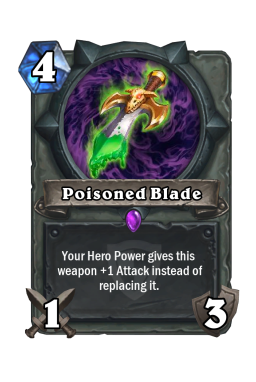 4
Poisoned Blade
Your Hero Power gives this
weapon +1 Attack instead of
replacing it.
1
3